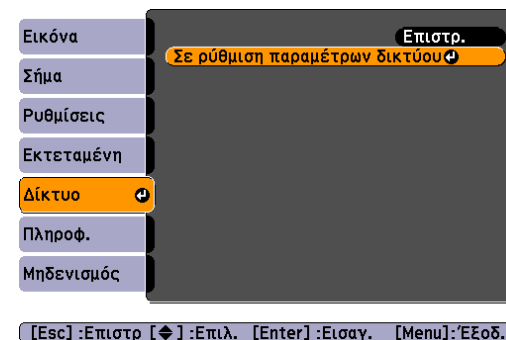 Εικόνα
Επιστρ.
Σε ρύθμιση παραμέτρων δικτύου
Σήμα
Ρυθμίσεις
Εκτεταμένη
Δίκτυο
Πληροφ.
Μηδενισμός
[Esc] :Επιστρ [◆] :Επιλ. [Enter] :Εισαγ. [Menu]:Έξοδ.